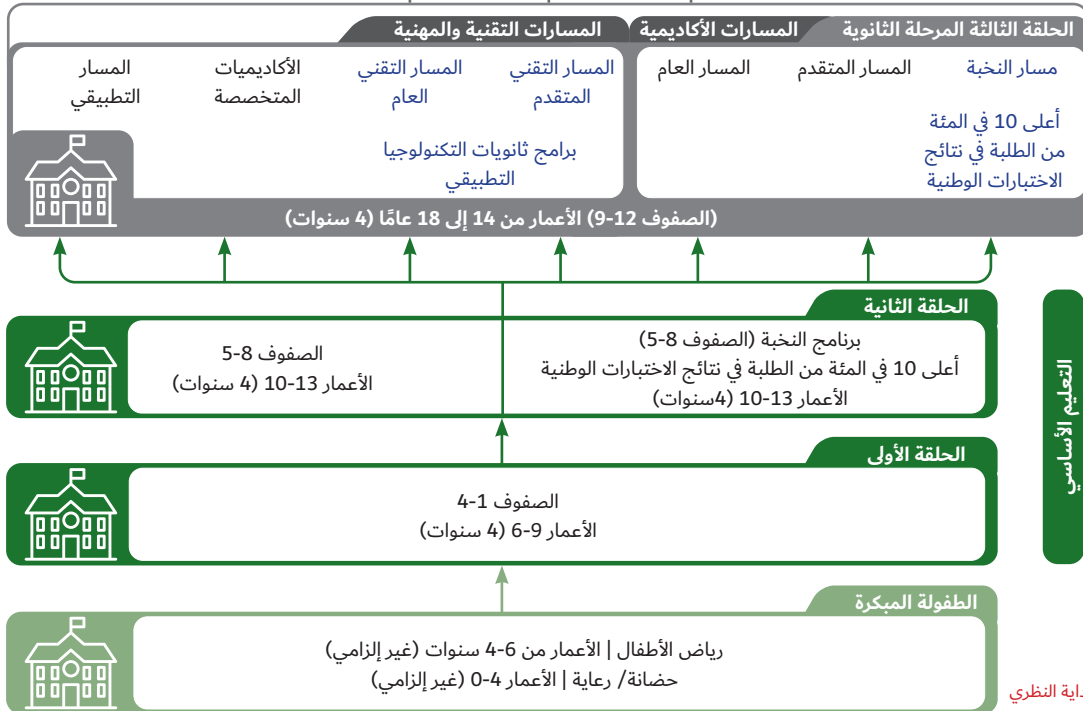 الحلقة الثالثة المرحلة الثانوية
المسارات الأكاديمية
المسارات التقنية والمهنية
مسار النخبة
المسار المتقدم
المسار العام
المسار التقني
المتقدم
المسار التقني
العام
الأكاديميات
المتخصصة
المسار
التطبيقي
أعلى 10 في المئة
من الطلبة في نتائج
الاختبارات الوطنية
برامج ثانويات التكنولوجيا
التطبيقي
(الصفوف 12-9) الأعمار من 14 إلى 18 عامًا (4 سنوات)
التعليم الأساسي
الحلقة الثانية
برنامج النخبة (الصفوف 8-5)
أعلى 10 في المئة من الطلبة في نتائج الاختبارات الوطنية
الأعمار 13-10 (4سنوات)
الصفوف 8-5
الأعمار 13-10 (4 سنوات)
الحلقة الأولى
الصفوف 1-4
الأعمار 9-6 (4 سنوات)
الطفولة المبكرة
رياض الأطفال | الأعمار من 6-4 سنوات (غير إلزامي)
حضانة/ رعاية | الأعمار 4-0 (غير إلزامي)
النظري